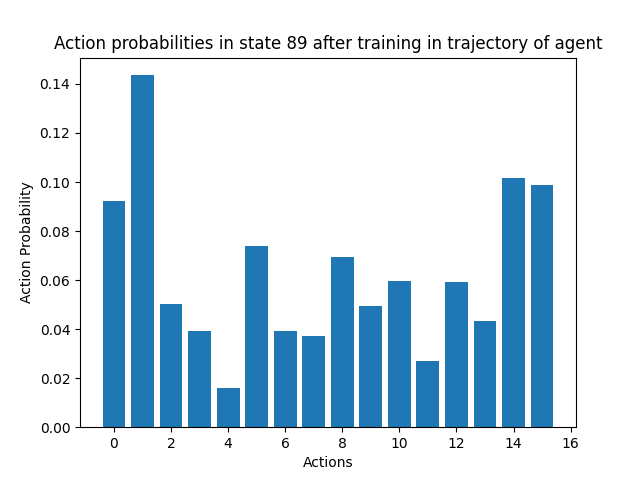 Action probabilities in state 89 after training in trajectory of agent
0.14
0.12
0.10
0.08
0.06
0.04
0.02
0.00
Action Probability
0 2 4 6 8 10 12 14 16
Actions